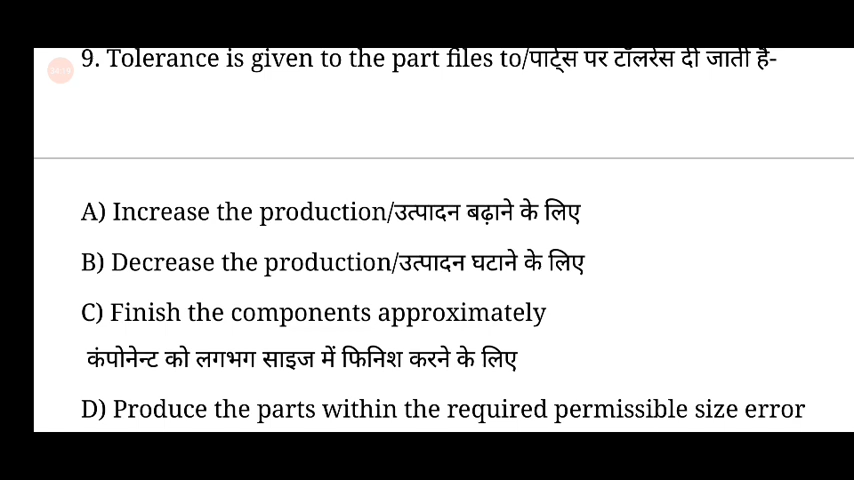 9. Tolerance is given to the part files to/पार्ट्स पर टॉलरेंस दी जाती है-
A) Increase the production/उत्पादन बढ़ाने के लिए
B) Decrease the production/उत्पादन घटाने के लिए
C) Finish the components approximately
कंपोनेन्ट को लगभग साइज में फिनिश करने के लिए
D) Produce the parts within the required permissible size error